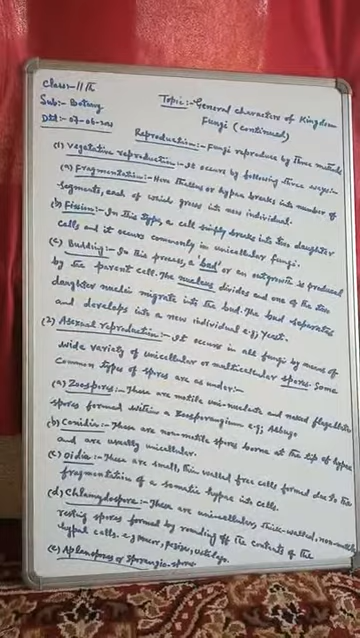 Class:- 11th
Sub:- Botany
Dtd:- 07-06-2021
Topic:- General characters of Kingdom
Fungi (continued)
Reproduction:- Fungi reproduce by three methods
(1) Vegetative reproduction:- It occurs by following three ways:-
(a) Fragmentation:- Here thallus or hypha breaks into number of
segments, each of which grows into new individual.
(b) Fission:- In this type, a cell simply breaks into two daughter
cells and it occurs commonly in unicellular fungi.
(c) Budding:- In this process, a 'bud' or an outgrowth is produced
by the parent cell. The nucleus divides and one of the two
daughter nuclei migrate into the bud. The bud separates
and develops into a new individual e.g; Yeast.
(2) Asexual reproduction:- It occurs in all fungi by means of
wide variety of unicellular or multicellular spores. Some
common types of spores are as under:-
(a) Zoospores:- These are motile uninucleate and naked flagellated
spores formed within a Zoosporangium e.g; Albugo
(b) Conidia:- These are non-motile spores borne at the tip of hypha
and are usually unicellular.
(c) Oidia:- These are small, thin walled free cells formed due to the
fragmentation of a somatic hypha into cells.
(d) Chlamydospore:- These are unicellular, thick-walled, non-motile
resting spores formed by rounding off the contents of the
hyphal cells. e.g; Mucor, peziza, ustilago.
(e) Aplanospores or Sporangio-spores